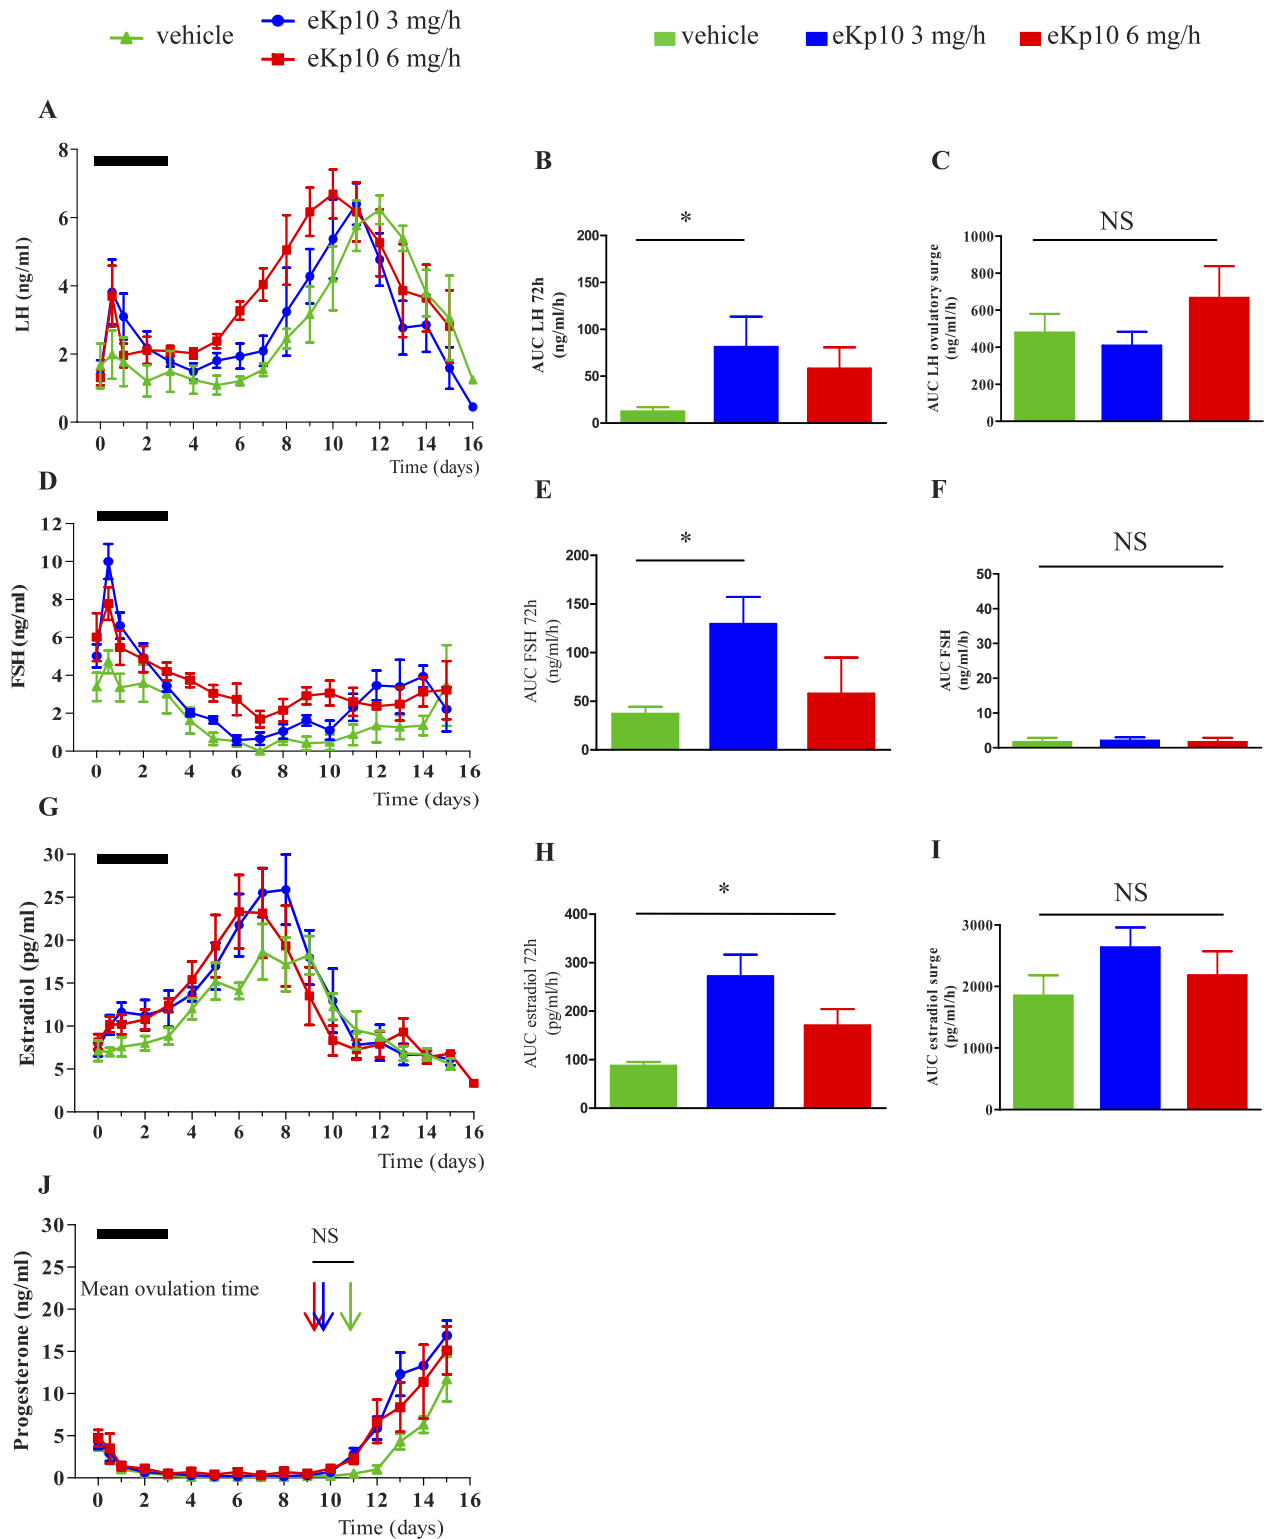 vehicle
eKp10 3 mg/h
eKp10 6 mg/h
vehicle
eKp10 3 mg/h
eKp10 6 mg/h
A
LH (ng/ml)
8
6
4
2
0
0 2 4 6 8 10 12 14 16
Time (days)
B
*
AUC LH 72h
(ng/ml/h)
200
150
100
50
0
C
NS
AUC LH ovulatory surge
(ng/ml/h)
1000
800
600
400
200
0
D
FSH (ng/ml)
12
10
8
6
4
2
0
0 2 4 6 8 10 12 14 16
Time (days)
E
*
AUC FSH 72h
(ng/ml/h)
200
150
100
50
0
F
NS
AUC FSH
(ng/ml/h)
50
40
30
20
10
0
G
Estradiol (pg/ml)
30
25
20
15
10
5
0
0 2 4 6 8 10 12 14 16
Time (days)
H
*
AUC estradiol 72h
(pg/ml/h)
400
300
200
100
0
I
NS
AUC estradiol surge
(pg/ml/h)
3000
2000
1000
0
J
Progesterone (ng/ml)
30
25
20
15
10
5
0
NS
Mean ovulation time
0 2 4 6 8 10 12 14 16
Time (days)